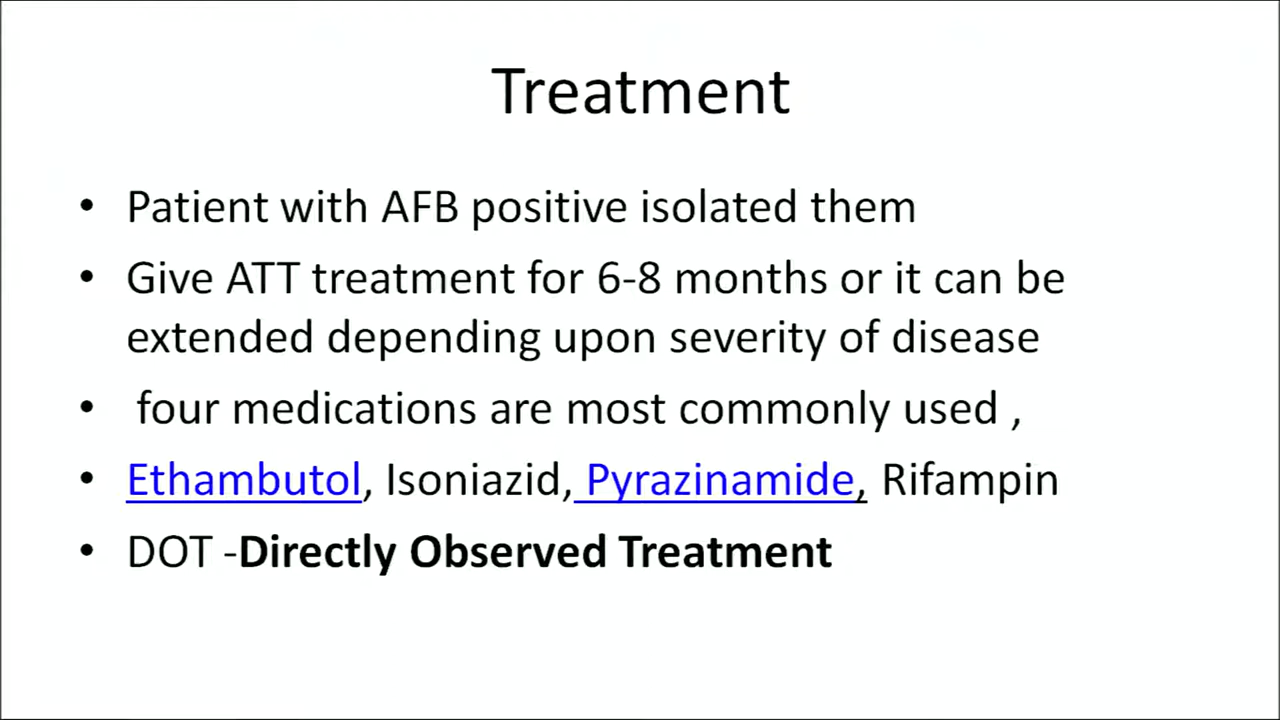 Treatment
• Patient with AFB positive isolated them
• Give ATT treatment for 6-8 months or it can be
extended depending upon severity of disease
• four medications are most commonly used ,
• Ethambutol, Isoniazid, Pyrazinamide, Rifampin
• DOT -Directly Observed Treatment